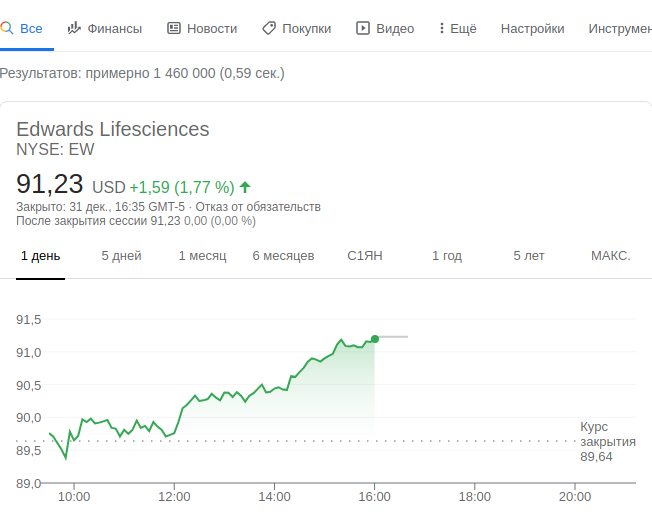 Все Финансы Новости Покупки Видео Ещё Настройки Инструмен
Результатов: примерно 1 460 000 (0,59 сек.)
Edwards Lifesciences
NYSE: EW
91,23 USD +1,59 (1,77 %)
Закрыто: 31 дек., 16:35 GMT-5 · Отказ от обязательств
После закрытия сессии 91,23 0,00 (0,00 %)
1 день 5 дней 1 месяц 6 месяцев С1ЯН 1 год 5 лет МАКС.
91,5
91,0
90,5
90,0
89,5
89,0
Курс
закрытия
89,64
10:00 12:00 14:00 16:00 18:00 20:00